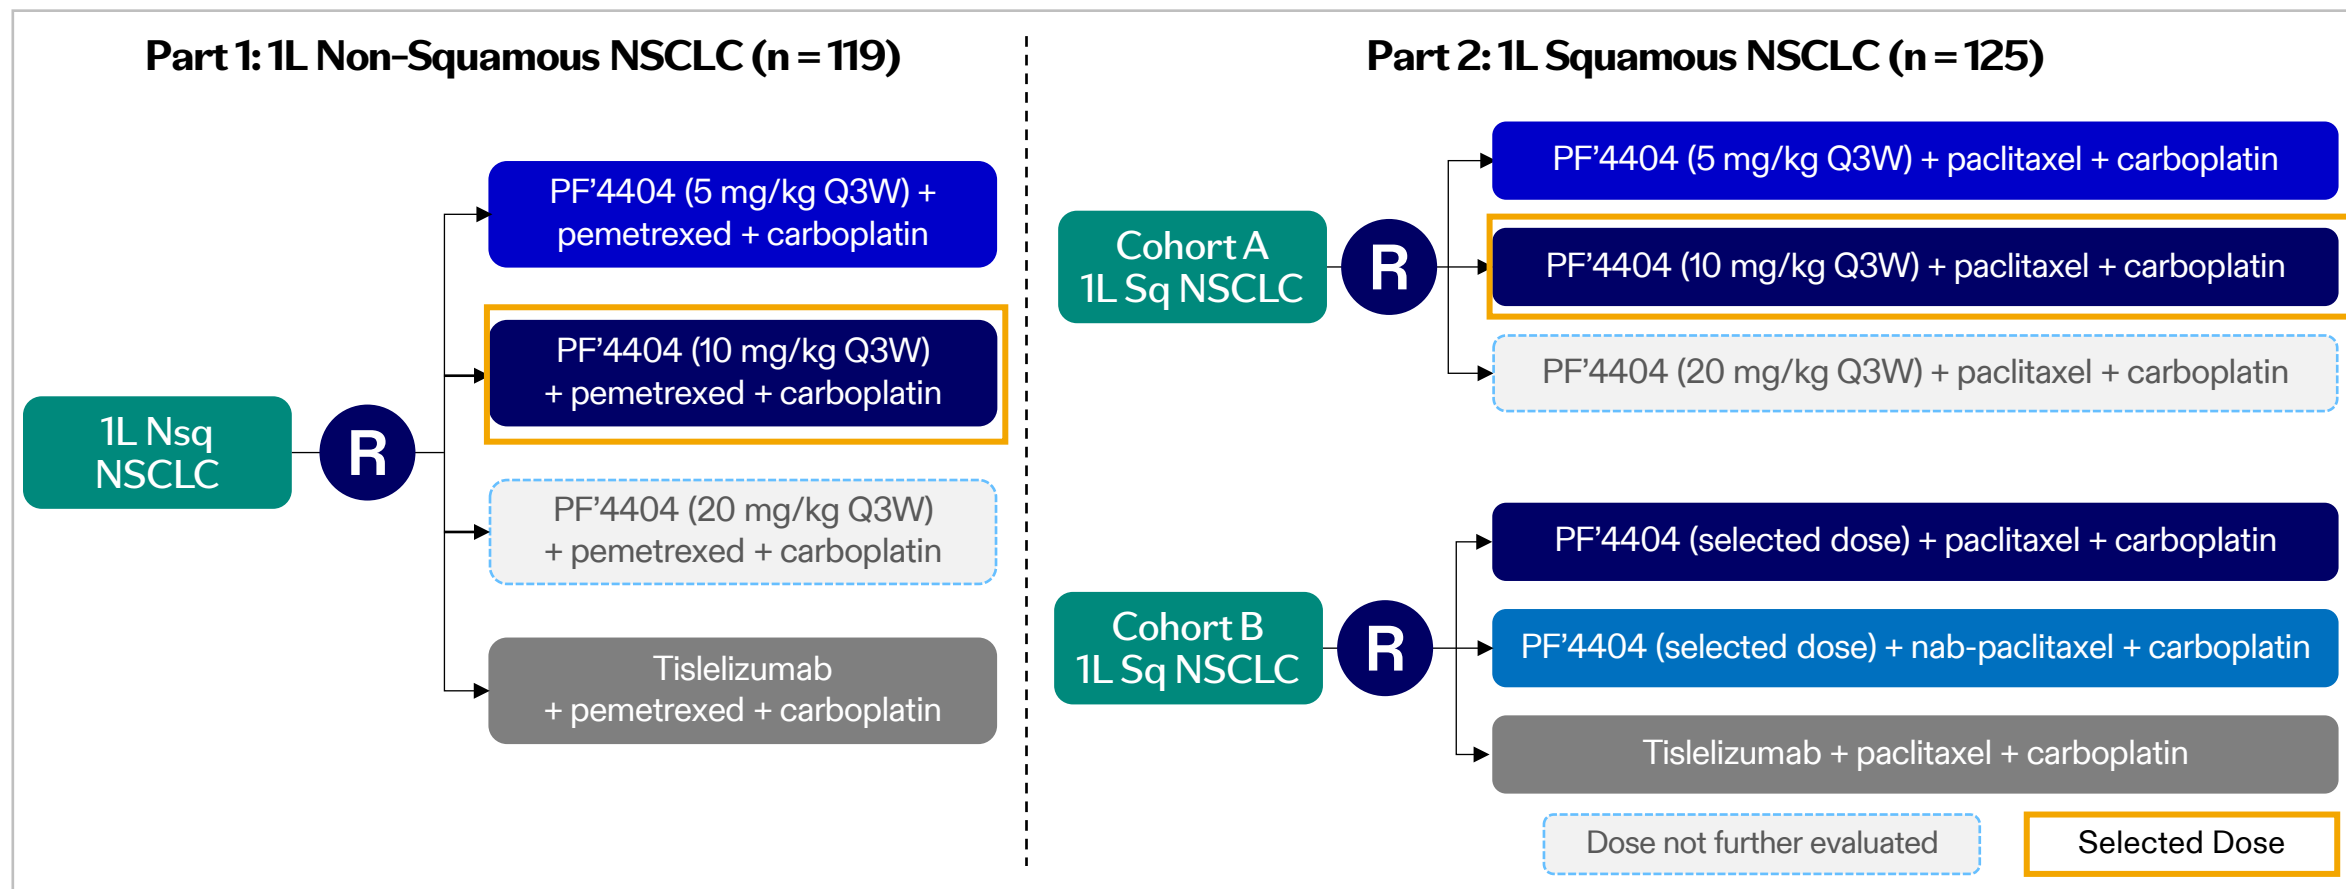 Part 1: 1L Non-Squamous NSCLC (n = 119)
1L Nsq
NSCLC
R
PF’4404 (5 mg/kg Q3W) +
pemetrexed + carboplatin
PF’4404 (10 mg/kg Q3W)
+ pemetrexed + carboplatin
PF’4404 (20 mg/kg Q3W)
+ pemetrexed + carboplatin
Tislelizumab
+ pemetrexed + carboplatin
Part 2: 1L Squamous NSCLC (n = 125)
Cohort A
1L Sq NSCLC
R
PF’4404 (5 mg/kg Q3W) + paclitaxel + carboplatin
PF’4404 (10 mg/kg Q3W) + paclitaxel + carboplatin
PF’4404 (20 mg/kg Q3W) + paclitaxel + carboplatin
Cohort B
1L Sq NSCLC
R
PF’4404 (selected dose) + paclitaxel + carboplatin
PF’4404 (selected dose) + nab-paclitaxel + carboplatin
Tislelizumab + paclitaxel + carboplatin
Dose not further evaluated
Selected Dose